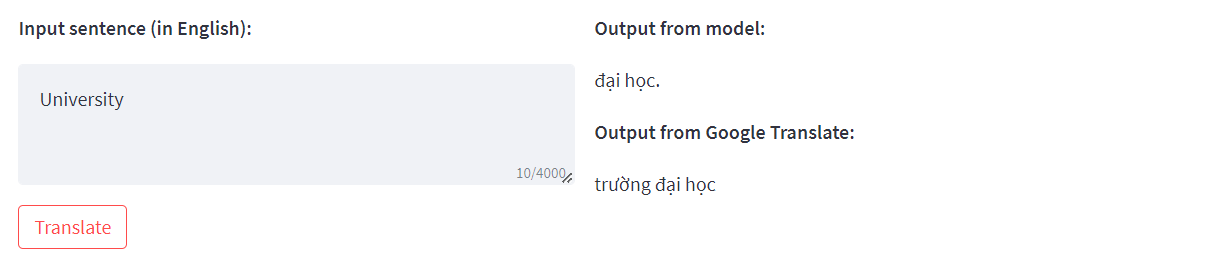 Input sentence (in English):
University
10/4000
Translate
Output from model:
đại học.
Output from Google Translate:
trường đại học